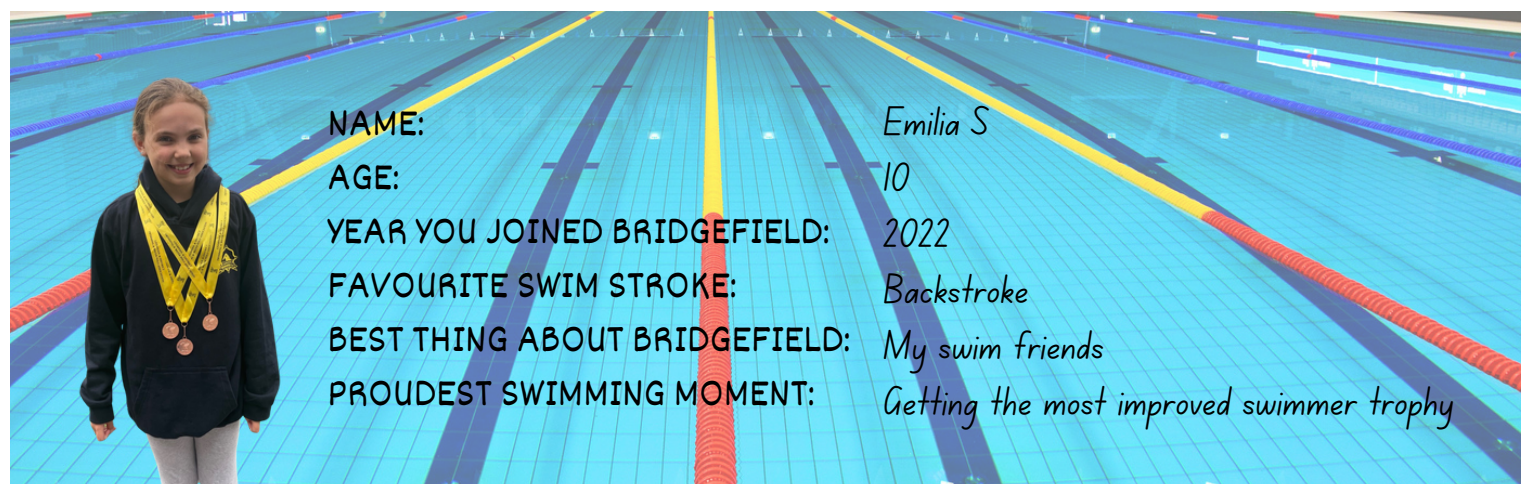 NAME: Emilia S
AGE: 10
YEAR YOU JOINED BRIDGEFIELD: 2022
FAVOURITE SWIM STROKE: Backstroke
BEST THING ABOUT BRIDGEFIELD: My swim friends
PROUDEST SWIMMING MOMENT: Getting the most improved swimmer trophy